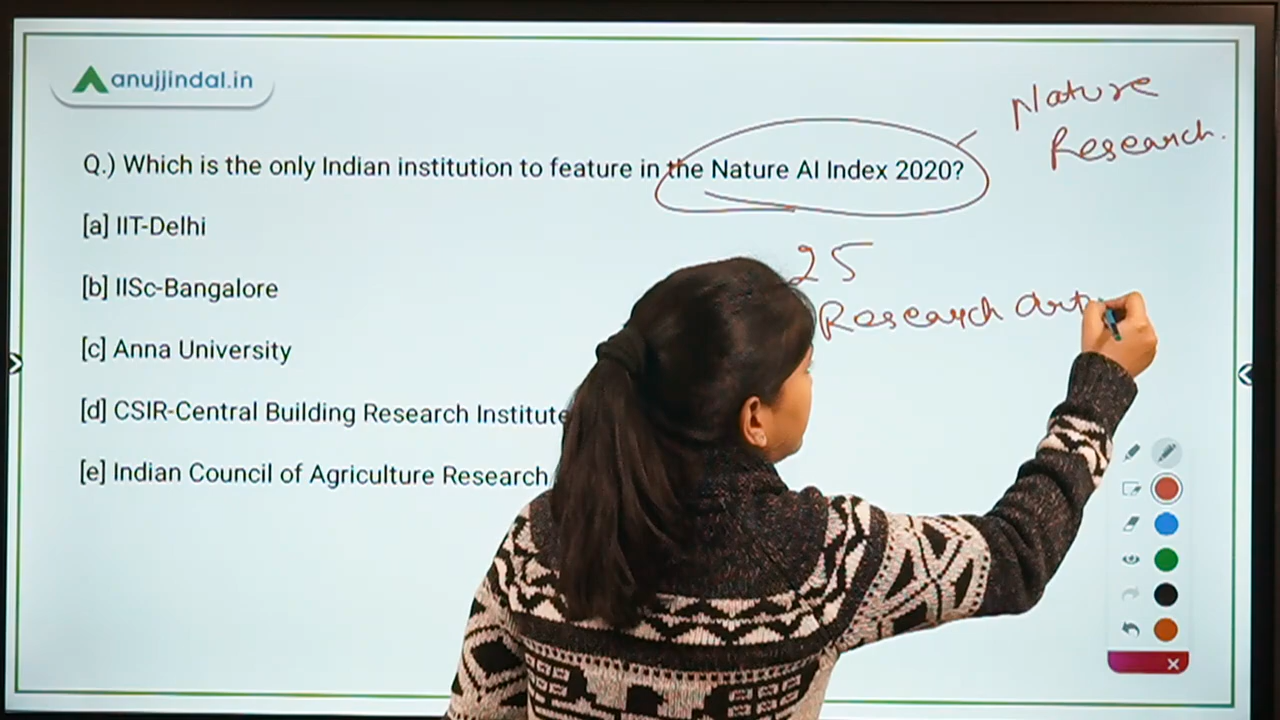 anujjindal.in
Nature
Research.
Q.) Which is the only Indian institution to feature in the Nature AI Index 2020?
[a] IIT-Delhi
25
[b] IISc-Bangalore
Research art
[c] Anna University
[d] CSIR-Central Building Research Institute
[e] Indian Council of Agriculture Research